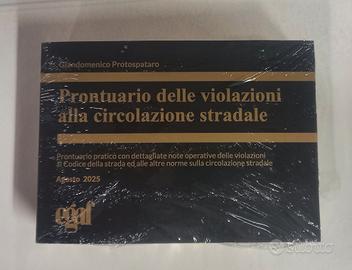 Giandomenico Protospataro
Prontuario delle violazioni
alla circolazione stradale
Prontuario pratico con dettagliate note operative delle violazioni
al Codice della strada ed alle altre norme sulla circolazione stradale
Agosto 2025
egaf
subito